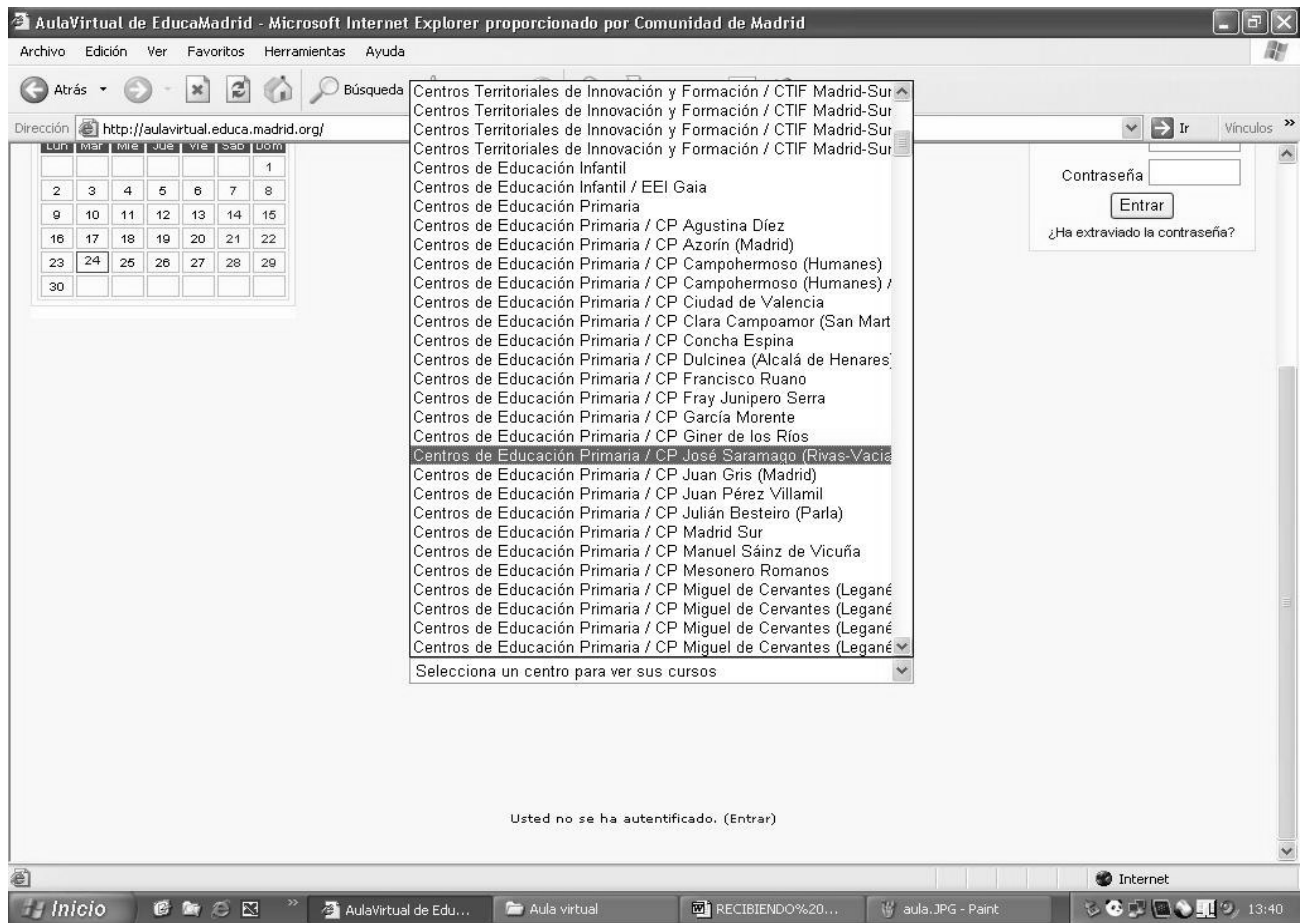 AulaVirtual de EducaMadrid - Microsoft Internet Explorer proporcionado por Comunidad de Madrid
Archivo Edición Ver Favoritos Herramientas Ayuda
Atrás Búsqueda
Dirección http://aulavirtual.educa.madrid.org/ Ir Vínculos »
Lun Mar Mié Jue Vie Sáb Dom
1
2 3 4 5 6 7 8
9 10 11 12 13 14 15
16 17 18 19 20 21 22
23 24 25 26 27 28 29
30
Centros Territoriales de Innovación y Formación / CTIF Madrid-Sur
Centros Territoriales de Innovación y Formación / CTIF Madrid-Sur
Centros Territoriales de Innovación y Formación / CTIF Madrid-Sur
Centros Territoriales de Innovación y Formación / CTIF Madrid-Sur
Centros de Educación Infantil
Centros de Educación Infantil / EEI Gaia
Centros de Educación Primaria
Centros de Educación Primaria / CP Agustina Díez
Centros de Educación Primaria / CP Azorín (Madrid)
Centros de Educación Primaria / CP Campohermoso (Humanes)
Centros de Educación Primaria / CP Campohermoso (Humanes) /
Centros de Educación Primaria / CP Ciudad de Valencia
Centros de Educación Primaria / CP Clara Campoamor (San Mart
Centros de Educación Primaria / CP Concha Espina
Centros de Educación Primaria / CP Dulcinea (Alcalá de Henares)
Centros de Educación Primaria / CP Francisco Ruano
Centros de Educación Primaria / CP Fray Junipero Serra
Centros de Educación Primaria / CP García Morente
Centros de Educación Primaria / CP Giner de los Ríos
Centros de Educación Primaria / CP José Saramago (Rivas-Vacia
Centros de Educación Primaria / CP Juan Gris (Madrid)
Centros de Educación Primaria / CP Juan Pérez Villamil
Centros de Educación Primaria / CP Julián Besteiro (Parla)
Centros de Educación Primaria / CP Madrid Sur
Centros de Educación Primaria / CP Manuel Sáinz de Vicuña
Centros de Educación Primaria / CP Mesonero Romanos
Centros de Educación Primaria / CP Miguel de Cervantes (Legané
Centros de Educación Primaria / CP Miguel de Cervantes (Legané
Centros de Educación Primaria / CP Miguel de Cervantes (Legané
Centros de Educación Primaria / CP Miguel de Cervantes (Legané
Selecciona un centro para ver sus cursos
Contraseña
Entrar
¿Ha extraviado la contraseña?
Usted no se ha autentificado. (Entrar)
Internet
Inicio » AulaVirtual de Edu... Aula virtual RECIBIENDO%20... aula.JPG - Paint 13:40